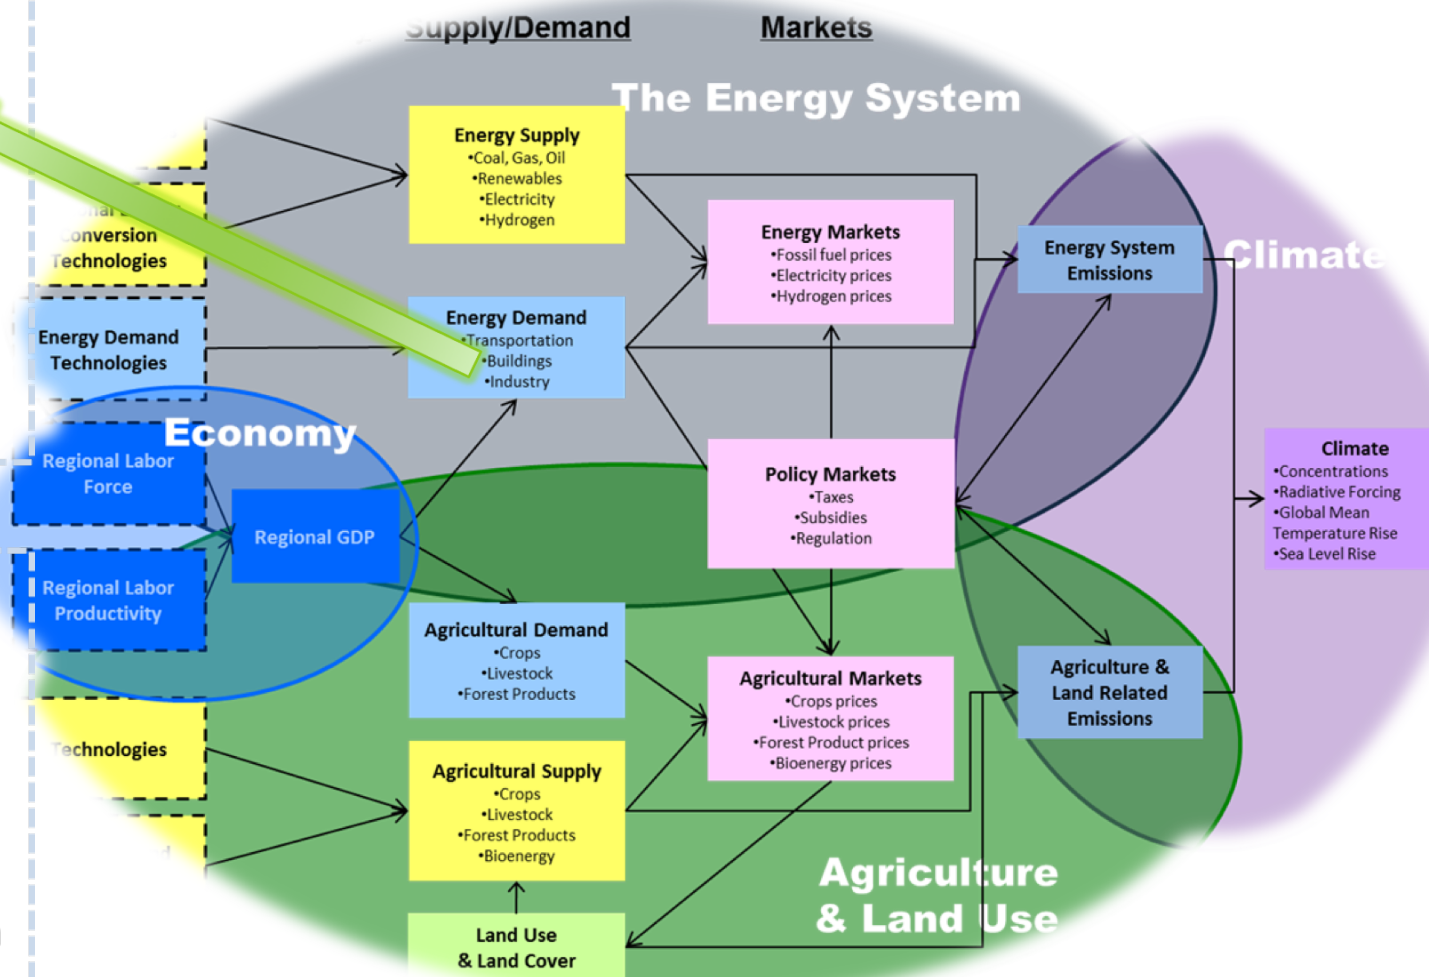 Supply/Demand
Markets
The Energy System
Energy Supply
•Coal, Gas, Oil
•Renewables
•Electricity
•Hydrogen
Conversion
Technologies
Energy Markets
•Fossil fuel prices
•Electricity prices
•Hydrogen prices
Energy System
Emissions
Climate
Energy Demand
Technologies
Energy Demand
•Transportation
•Buildings
•Industry
Economy
Regional Labor
Force
Regional GDP
Regional Labor
Productivity
Policy Markets
•Taxes
•Subsidies
•Regulation
Climate
•Concentrations
•Radiative Forcing
•Global Mean
Temperature Rise
•Sea Level Rise
Agricultural Demand
•Crops
•Livestock
•Forest Products
Agricultural Markets
•Crops prices
•Livestock prices
•Forest Product prices
•Bioenergy prices
Agriculture &
Land Related
Emissions
Technologies
Agricultural Supply
•Crops
•Livestock
•Forest Products
•Bioenergy
Agriculture
& Land Use
Land Use
& Land Cover